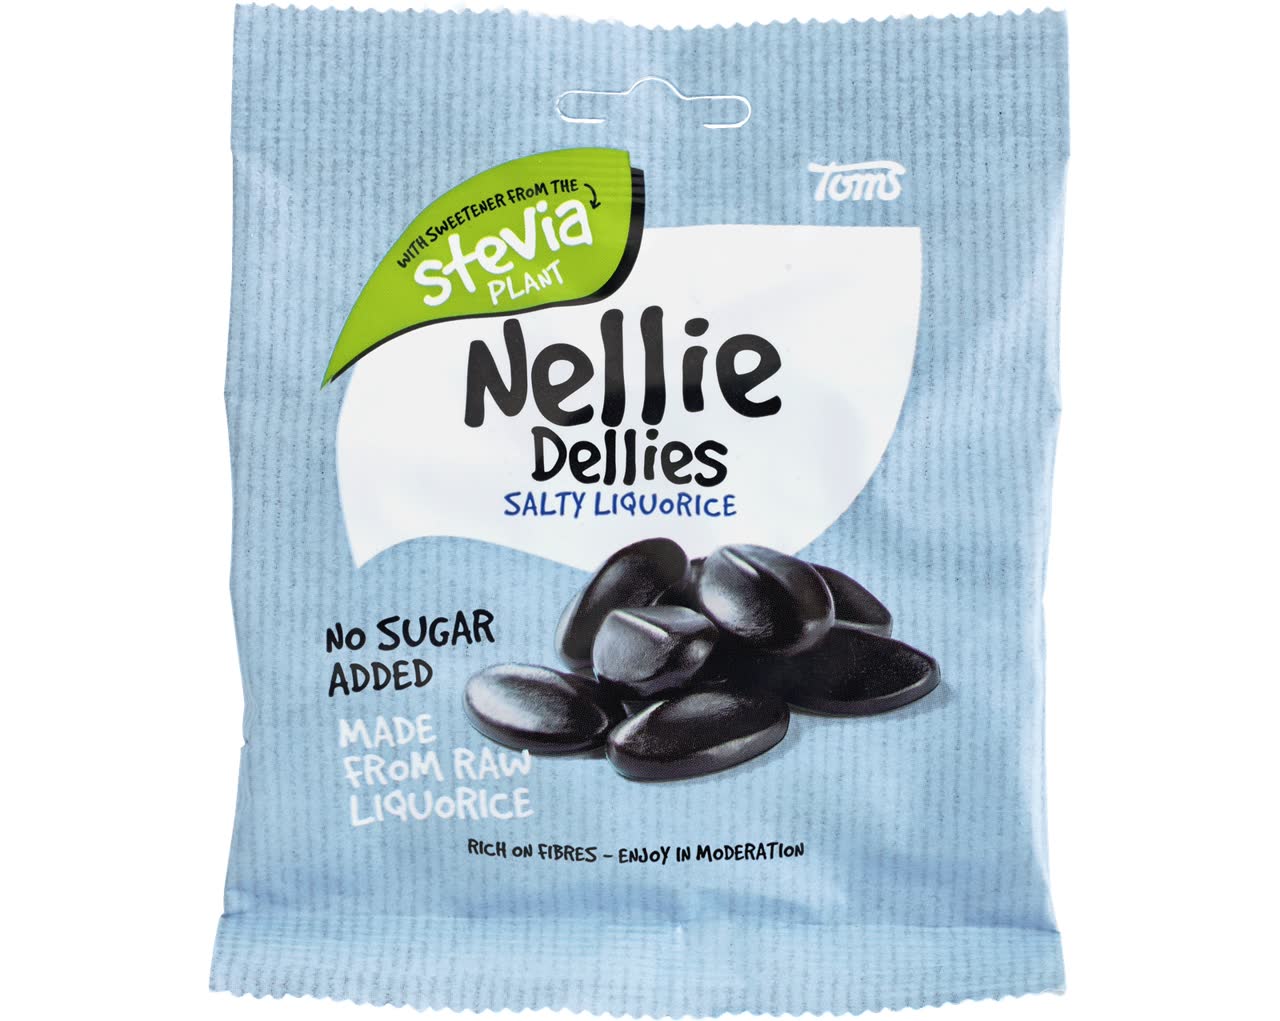 Toms
WITH SWEETENER FROM THE
stevia
PLANT
Nellie
Dellies
SALTY LIQUORICE
NO SUGAR
ADDED
MADE
FROM RAW
LIQUORICE
RICH ON FIBRES – ENJOY IN MODERATION